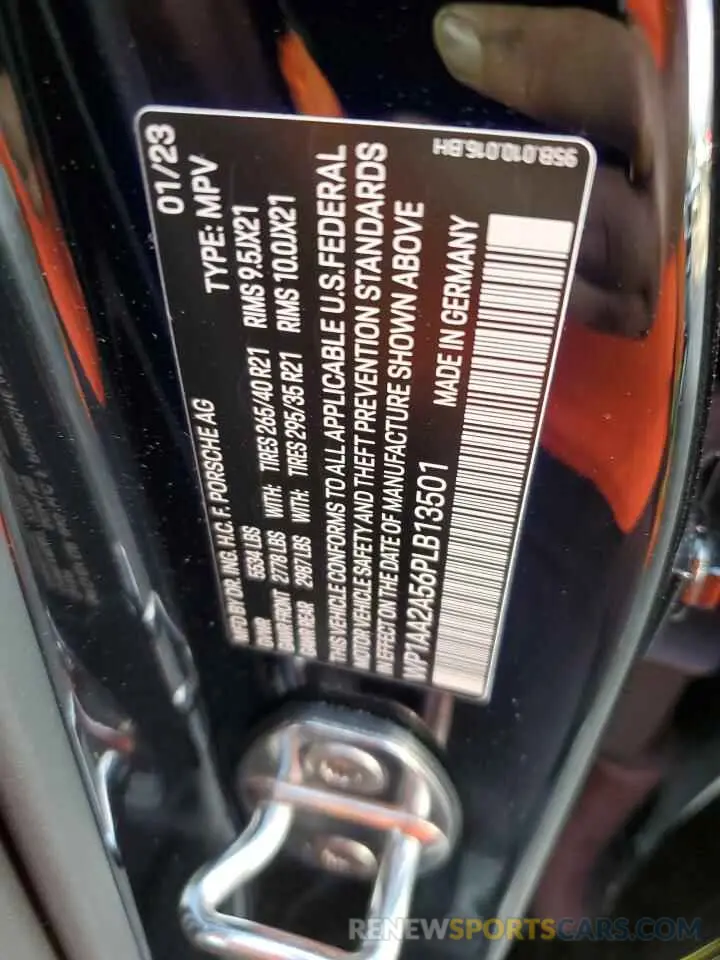 MFD BY DR. ING. H.C. F. PORSCHE AG 01/23
GVWR 5534 LBS TYPE: MPV
GAWR FRONT 2778 LBS WITH: TIRES 265/40 R21 RIMS 9.5JX21
GAWR REAR 2987 LBS WITH: TIRES 295/35 R21 RIMS 10.0JX21
THIS VEHICLE CONFORMS TO ALL APPLICABLE U.S. FEDERAL
MOTOR VEHICLE SAFETY AND THEFT PREVENTION STANDARDS
IN EFFECT ON THE DATE OF MANUFACTURE SHOWN ABOVE
WP1AA2A56PLB13501 MADE IN GERMANY
95B.010.016.BH
RENEWSPORTSCARS.COM